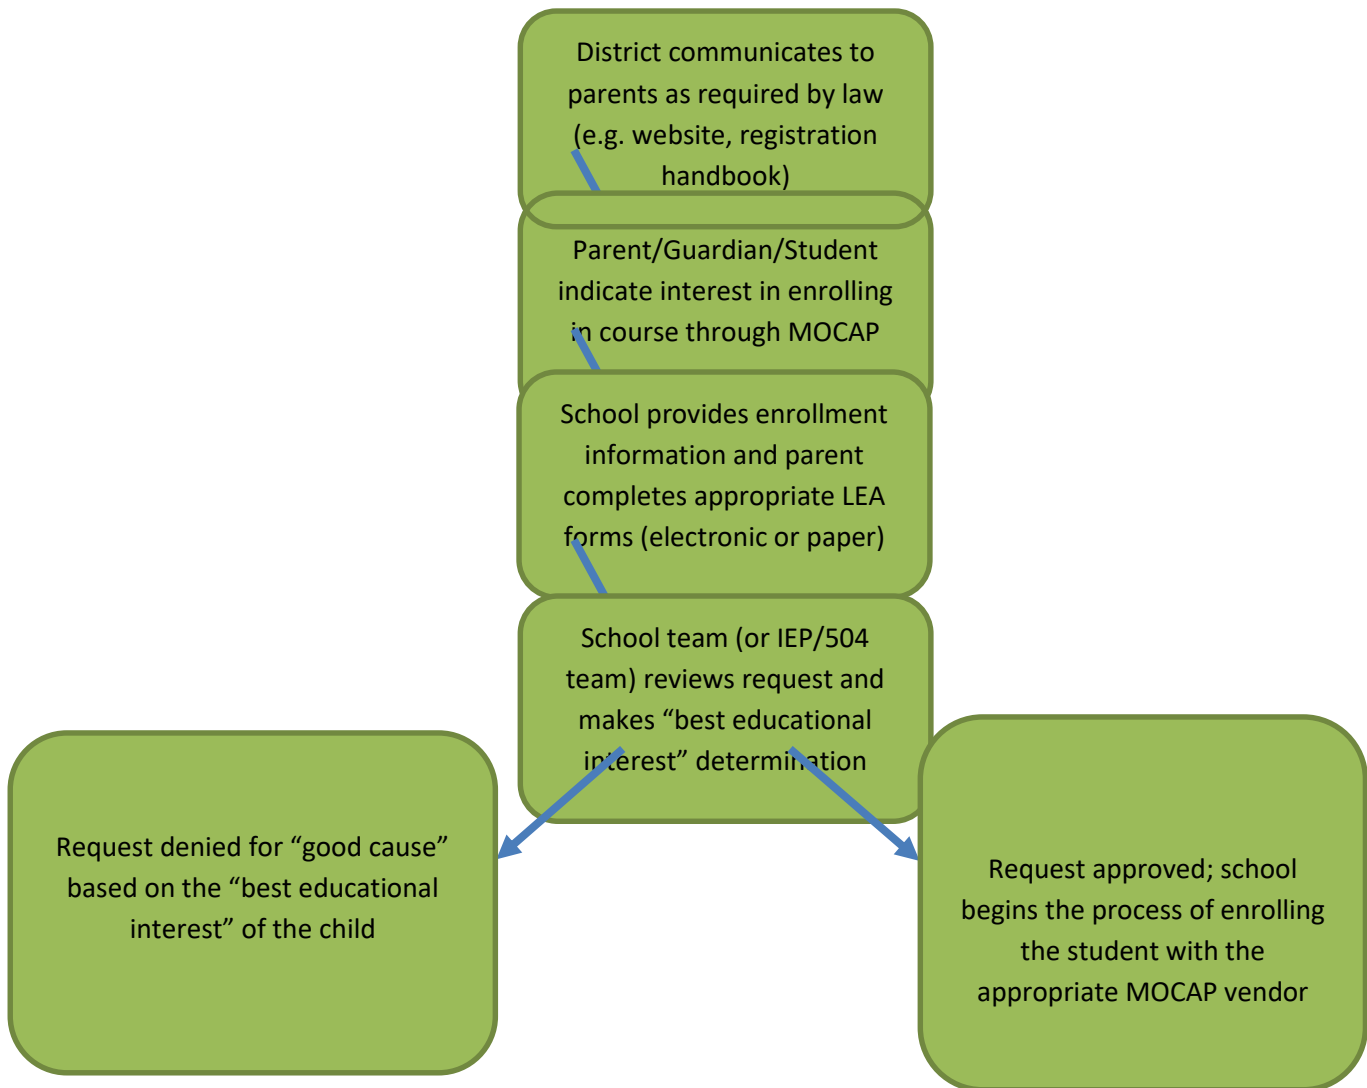 District communicates to
parents as required by law
(e.g. website, registration
handbook)
Parent/Guardian/Student
indicate interest in enrolling
in course through MOCAP
School provides enrollment
information and parent
completes appropriate LEA
forms (electronic or paper)
School team (or IEP/504
team) reviews request and
makes “best educational
interest” determination
Request denied for “good cause”
based on the “best educational
interest” of the child
Request approved; school
begins the process of enrolling
the student with the
appropriate MOCAP vendor